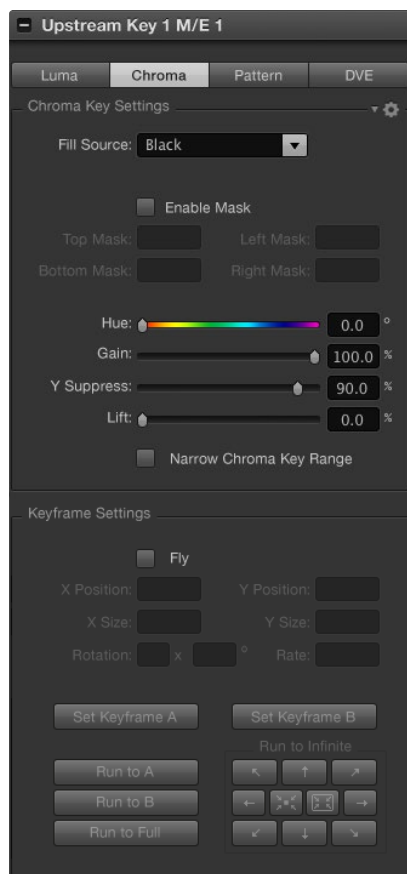 Upstream Key 1 M/E 1
Luma Chroma Pattern DVE
Chroma Key Settings
Fill Source: Black
Enable Mask
Top Mask: Left Mask:
Bottom Mask: Right Mask:
Hue: 0.0 °
Gain: 100.0 %
Y Suppress: 90.0 %
Lift: 0.0 %
Narrow Chroma Key Range
Keyframe Settings
Fly
X Position: Y Position:
X Size: Y Size:
Rotation: x ° Rate:
Set Keyframe A Set Keyframe B
Run to Infinite
Run to A
Run to B
Run to Full